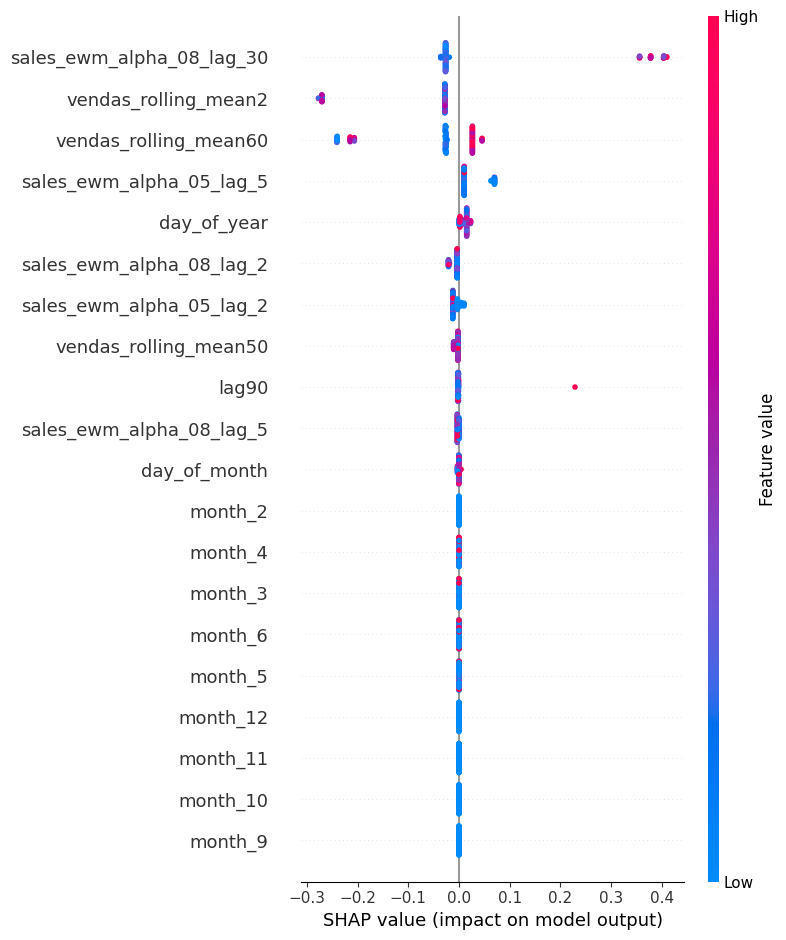 High
sales_ewm_alpha_08_lag_30
vendas_rolling_mean2
vendas_rolling_mean60
sales_ewm_alpha_05_lag_5
day_of_year
sales_ewm_alpha_08_lag_2
sales_ewm_alpha_05_lag_2
vendas_rolling_mean50
lag90
sales_ewm_alpha_08_lag_5
day_of_month
month_2
month_4
month_3
month_6
month_5
month_12
month_11
month_10
month_9
Feature value
Low
−0.3 −0.2 −0.1 0.0 0.1 0.2 0.3 0.4
SHAP value (impact on model output)